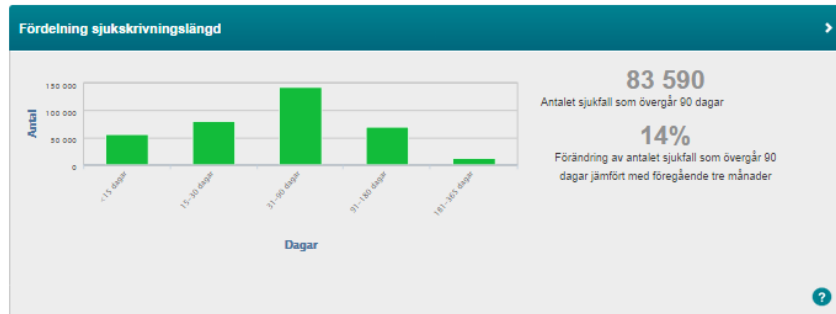 Fördelning sjukskrivningslängd
150 000
100 000
50 000
0
Antal
<15 dagar
15-30 dagar
31-90 dagar
91-180 dagar
181-365 dagar
Dagar
83 590
Antalet sjukfall som övergår 90 dagar
14%
Förändring av antalet sjukfall som övergår 90
dagar jämfört med föregående tre månader
?